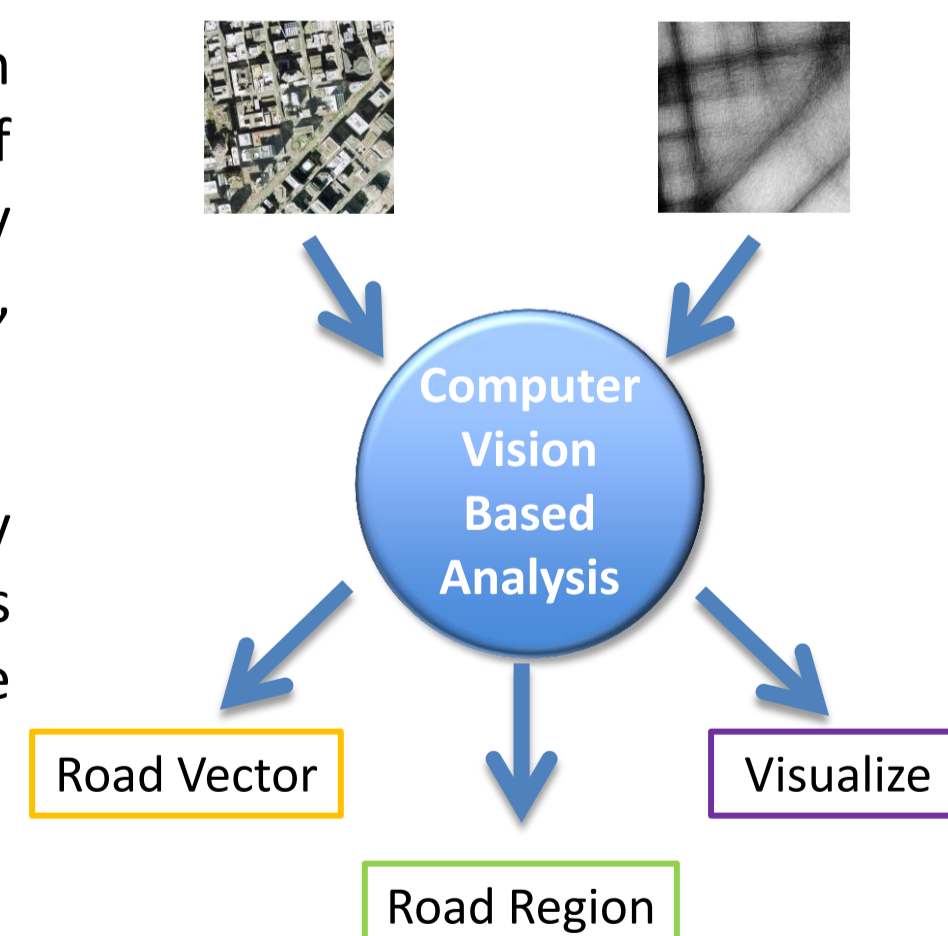 n
f
y
,
y
s
e
Computer
Vision
Based
Analysis
Road Vector
Visualize
Road Region